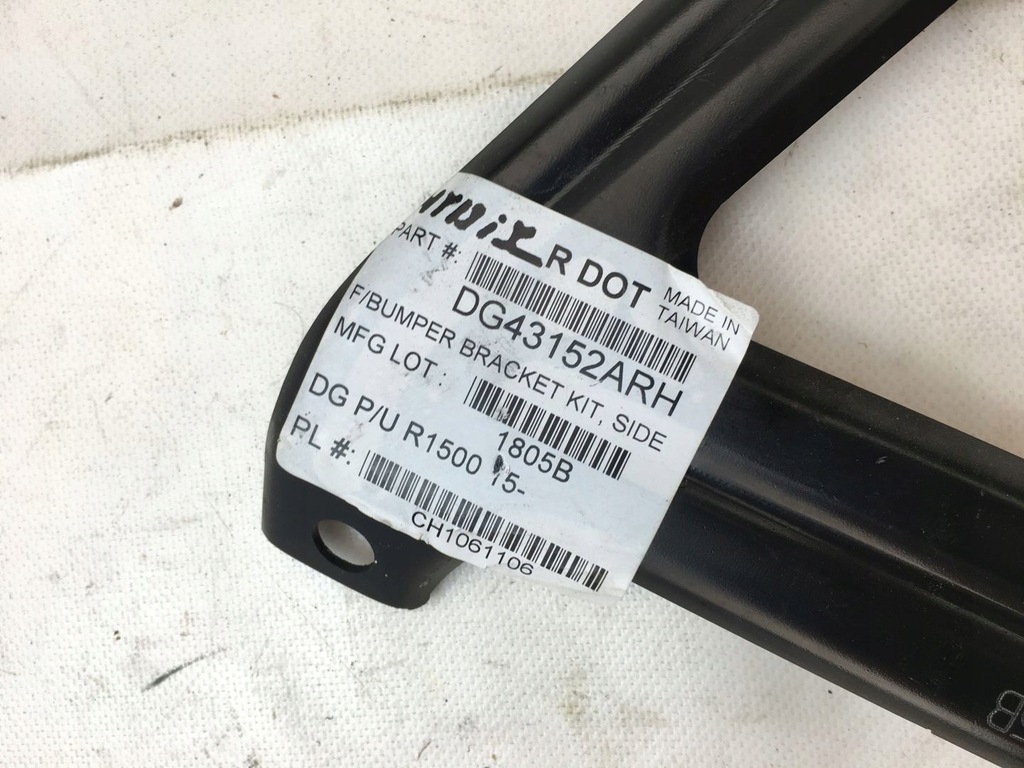 R DOT MADE IN TAIWAN
PART #:
DG43152ARH
F/BUMPER BRACKET KIT, SIDE
MFG LOT :
1805B
DG P/U R1500 15-
PL #:
CH1061106